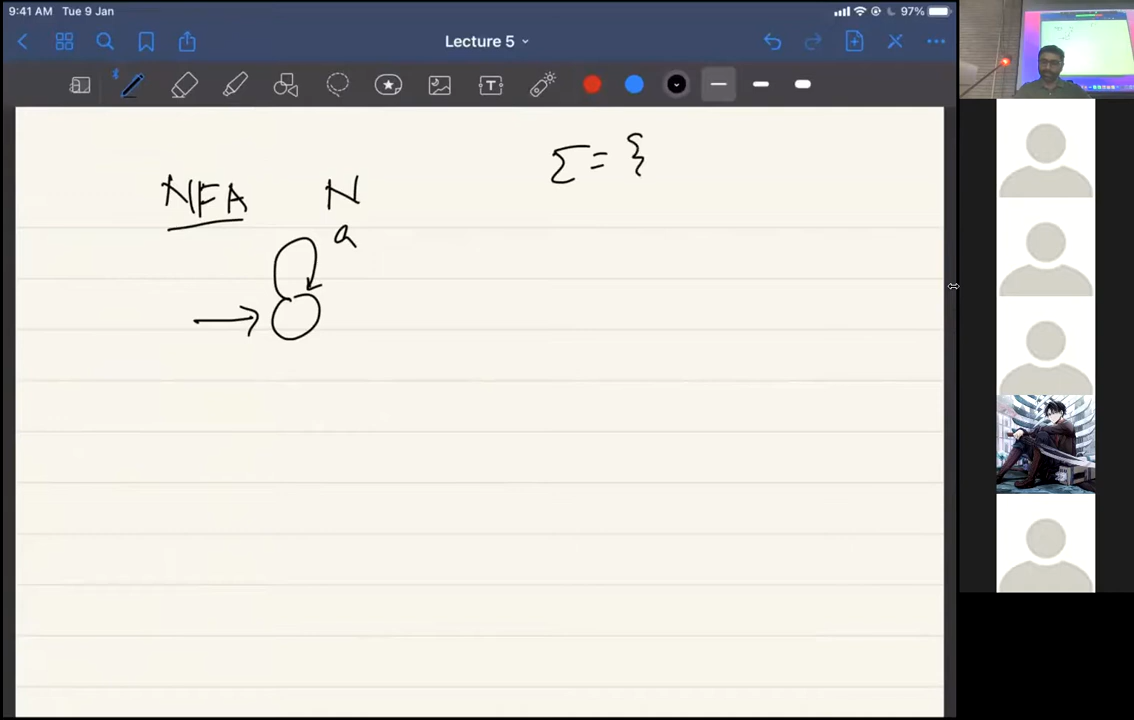 9:41 AM Tue 9 Jan
97%
Lecture 5
T
Σ = {
NFA N
a